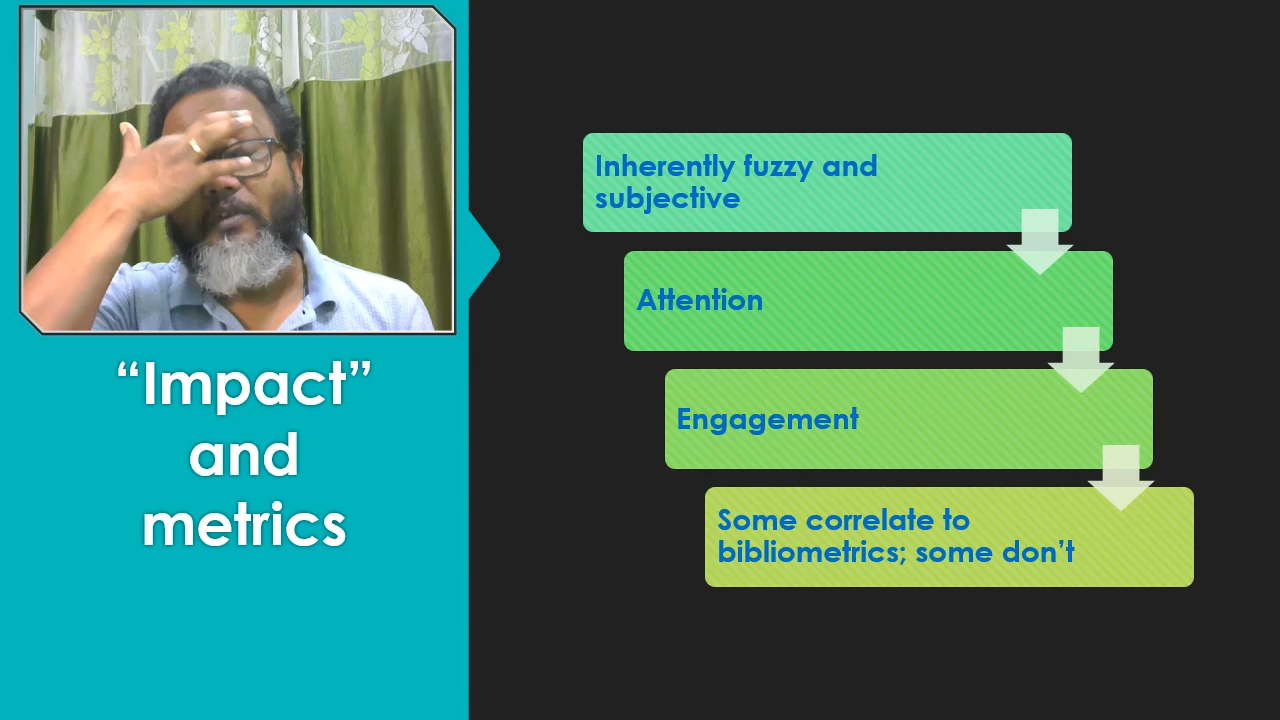 “Impact”
and
metrics
Inherently fuzzy and
subjective
Attention
Engagement
Some correlate to
bibliometrics; some don’t